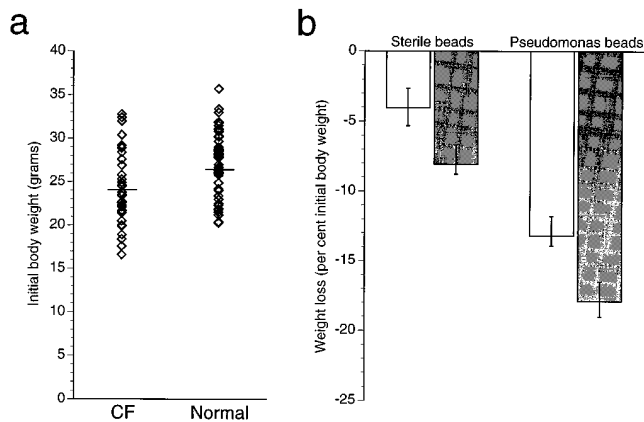 a
Initial body weight (grams)
40
35
30
25
20
15
10
5
0
CF
Normal
b
Weight loss (per cent initial body weight)
Sterile beads
Pseudomonas beads
0
-5
-10
-15
-20
-25